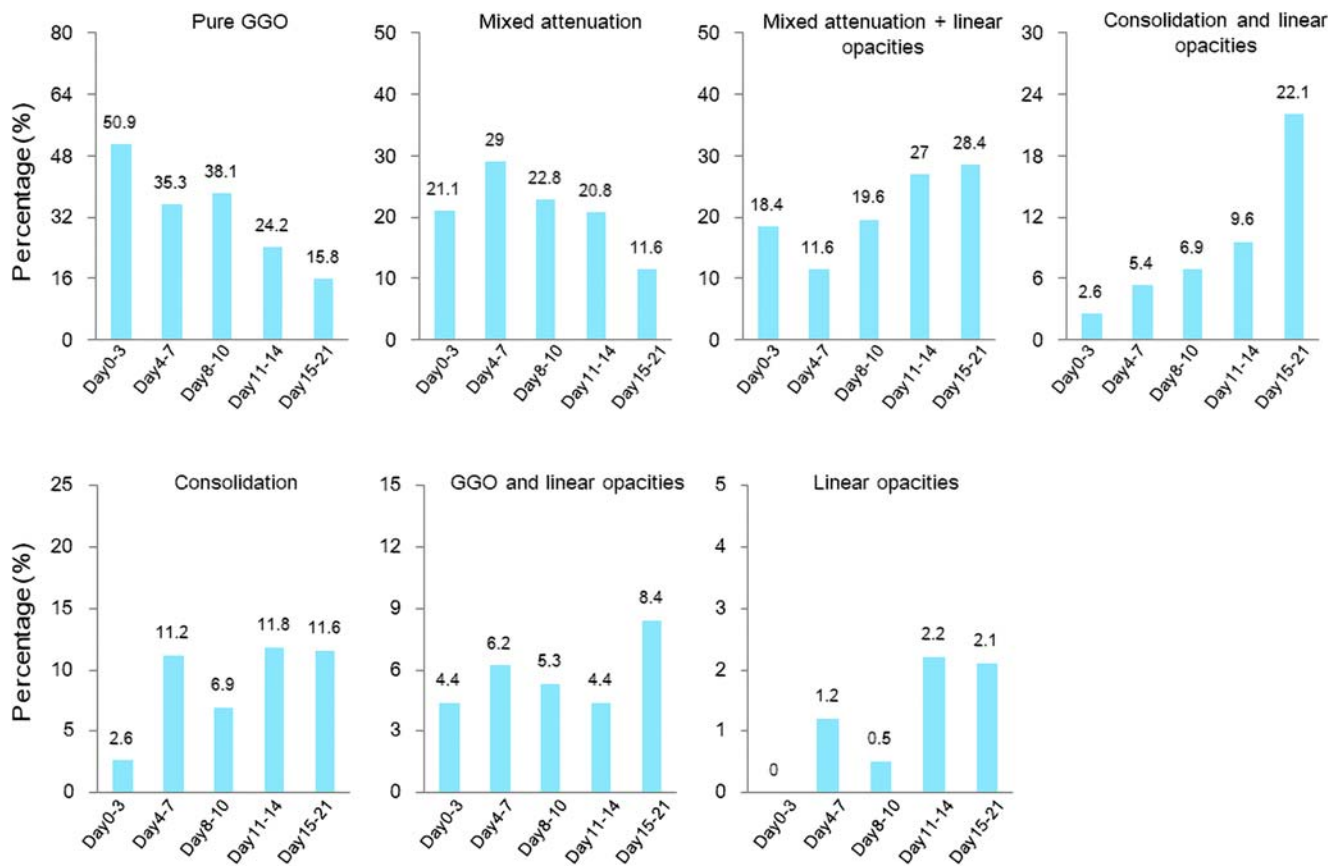 Pure GGO
Percentage (%)
80
64
48
32
16
0
50.9
35.3
38.1
24.2
15.8
Day0-3
Day4-7
Day8-10
Day11-14
Day15-21
Mixed attenuation
50
40
30
20
10
0
21.1
29
22.8
20.8
11.6
Day0-3
Day4-7
Day8-10
Day11-14
Day15-21
Mixed attenuation + linear
opacities
50
40
30
20
10
0
18.4
11.6
19.6
27
28.4
Day0-3
Day4-7
Day8-10
Day11-14
Day15-21
Consolidation and linear
opacities
30
24
18
12
6
0
2.6
5.4
6.9
9.6
22.1
Day0-3
Day4-7
Day8-10
Day11-14
Day15-21
Consolidation
Percentage (%)
25
20
15
10
5
0
2.6
11.2
6.9
11.8
11.6
Day0-3
Day4-7
Day8-10
Day11-14
Day15-21
GGO and linear opacities
15
12
9
6
3
0
4.4
6.2
5.3
4.4
8.4
Day0-3
Day4-7
Day8-10
Day11-14
Day15-21
Linear opacities
5
4
3
2
1
0
0
1.2
0.5
2.2
2.1
Day0-3
Day4-7
Day8-10
Day11-14
Day15-21